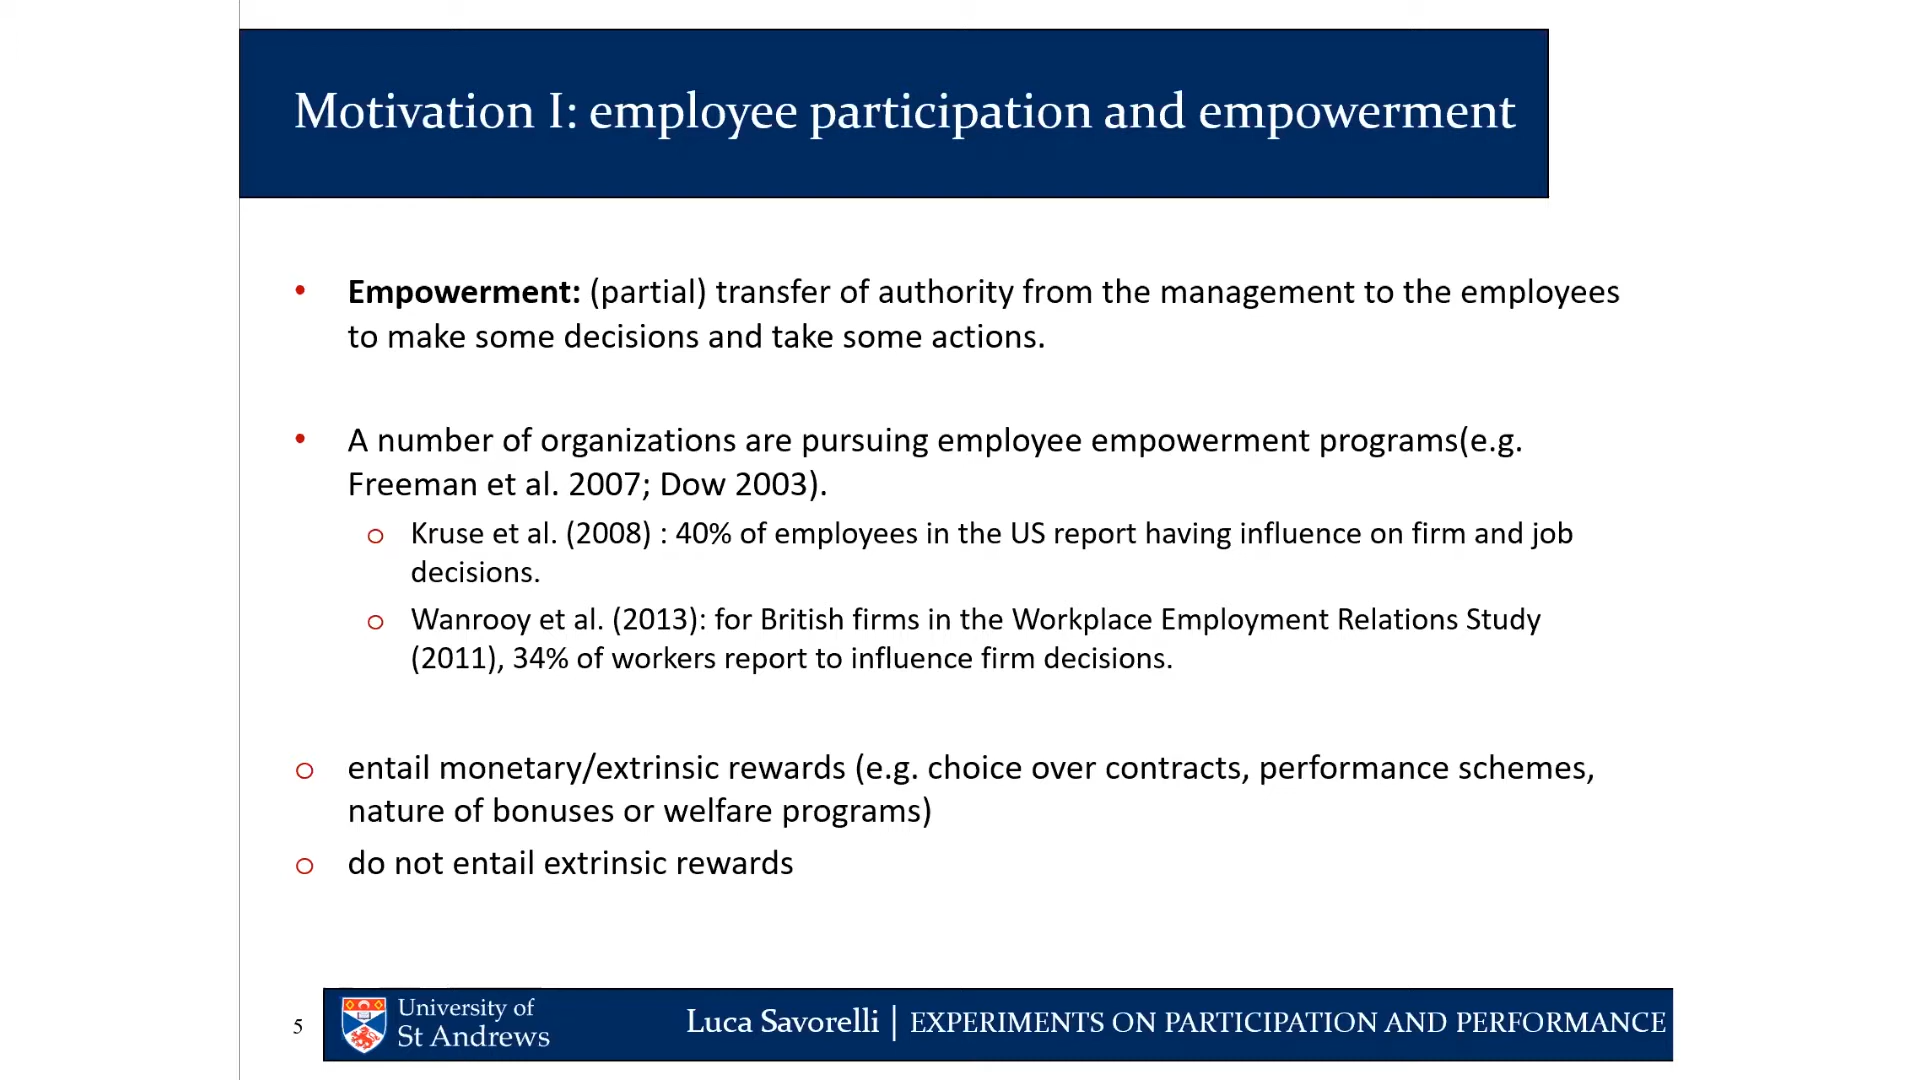 Motivation I: employee participation and empowerment
• Empowerment: (partial) transfer of authority from the management to the employees
to make some decisions and take some actions.
• A number of organizations are pursuing employee empowerment programs(e.g.
Freeman et al. 2007; Dow 2003).
o Kruse et al. (2008) : 40% of employees in the US report having influence on firm and job
decisions.
o Wanrooy et al. (2013): for British firms in the Workplace Employment Relations Study
(2011), 34% of workers report to influence firm decisions.
o entail monetary/extrinsic rewards (e.g. choice over contracts, performance schemes,
nature of bonuses or welfare programs)
o do not entail extrinsic rewards
5
University of
St Andrews
Luca Savorelli | EXPERIMENTS ON PARTICIPATION AND PERFORMANCE